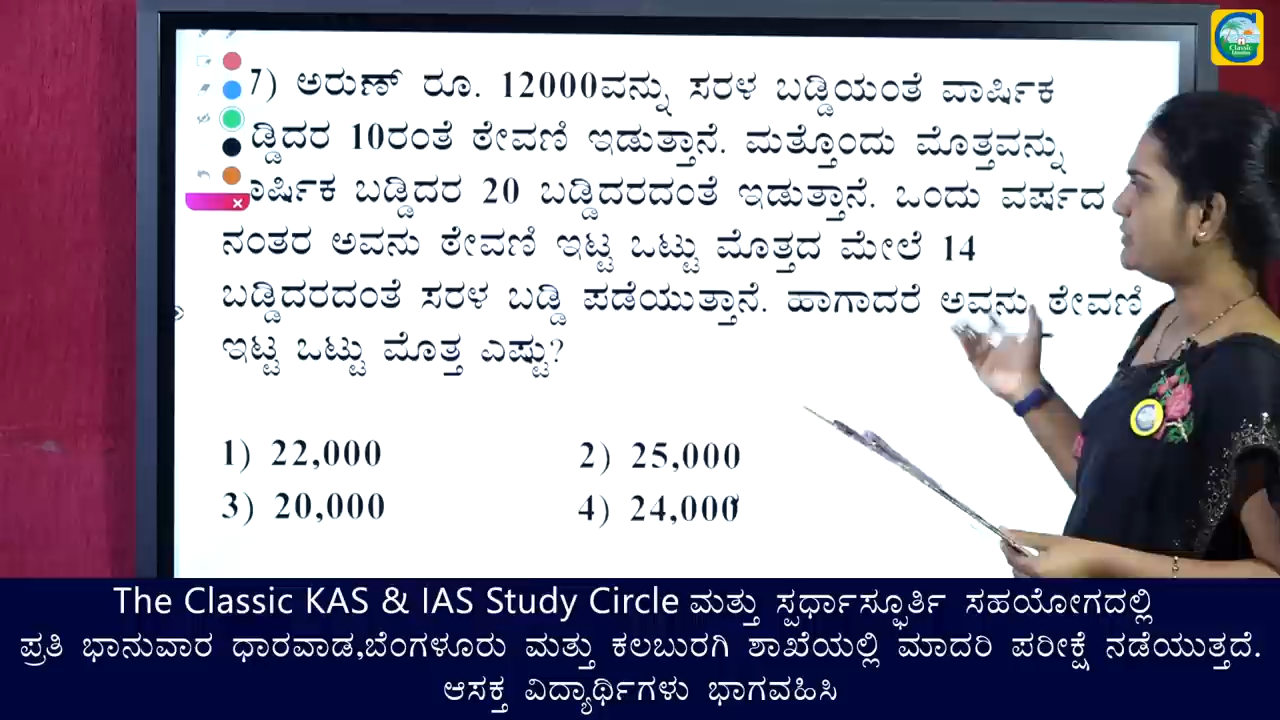 Classic Education
7) ಅರುಣ್ ರೂ. 12000ವನ್ನು ಸರಳ ಬಡ್ಡಿಯಂತೆ ವಾರ್ಷಿಕ
ಡ್ಡಿದರ 10ರಂತೆ ಠೇವಣಿ ಇಡುತ್ತಾನೆ. ಮತ್ತೊಂದು ಮೊತ್ತವನ್ನು
ಾರ್ಷಿಕ ಬಡ್ಡಿದರ 20 ಬಡ್ಡಿದರದಂತೆ ಇಡುತ್ತಾನೆ. ಒಂದು ವರ್ಷದ
ನಂತರ ಅವನು ಠೇವಣಿ ಇಟ್ಟ ಒಟ್ಟು ಮೊತ್ತದ ಮೇಲೆ 14
ಬಡ್ಡಿದರದಂತೆ ಸರಳ ಬಡ್ಡಿ ಪಡೆಯುತ್ತಾನೆ. ಹಾಗಾದರೆ ಅವನು ಠೇವಣಿ
ಇಟ್ಟ ಒಟ್ಟು ಮೊತ್ತ ಎಷ್ಟು?
1) 22,000 2) 25,000
3) 20,000 4) 24,000
The Classic KAS & IAS Study Circle ಮತ್ತು ಸ್ಪರ್ಧಾಸ್ಫೂರ್ತಿ ಸಹಯೋಗದಲ್ಲಿ
ಪ್ರತಿ ಭಾನುವಾರ ಧಾರವಾಡ,ಬೆಂಗಳೂರು ಮತ್ತು ಕಲಬುರಗಿ ಶಾಖೆಯಲ್ಲಿ ಮಾದರಿ ಪರೀಕ್ಷೆ ನಡೆಯುತ್ತದೆ.
ಆಸಕ್ತ ವಿದ್ಯಾರ್ಥಿಗಳು ಭಾಗವಹಿಸಿ